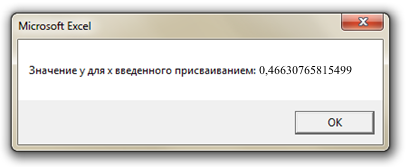 Microsoft Excel
Значение y для x введенного присваиванием: 0,46630765815499
OK